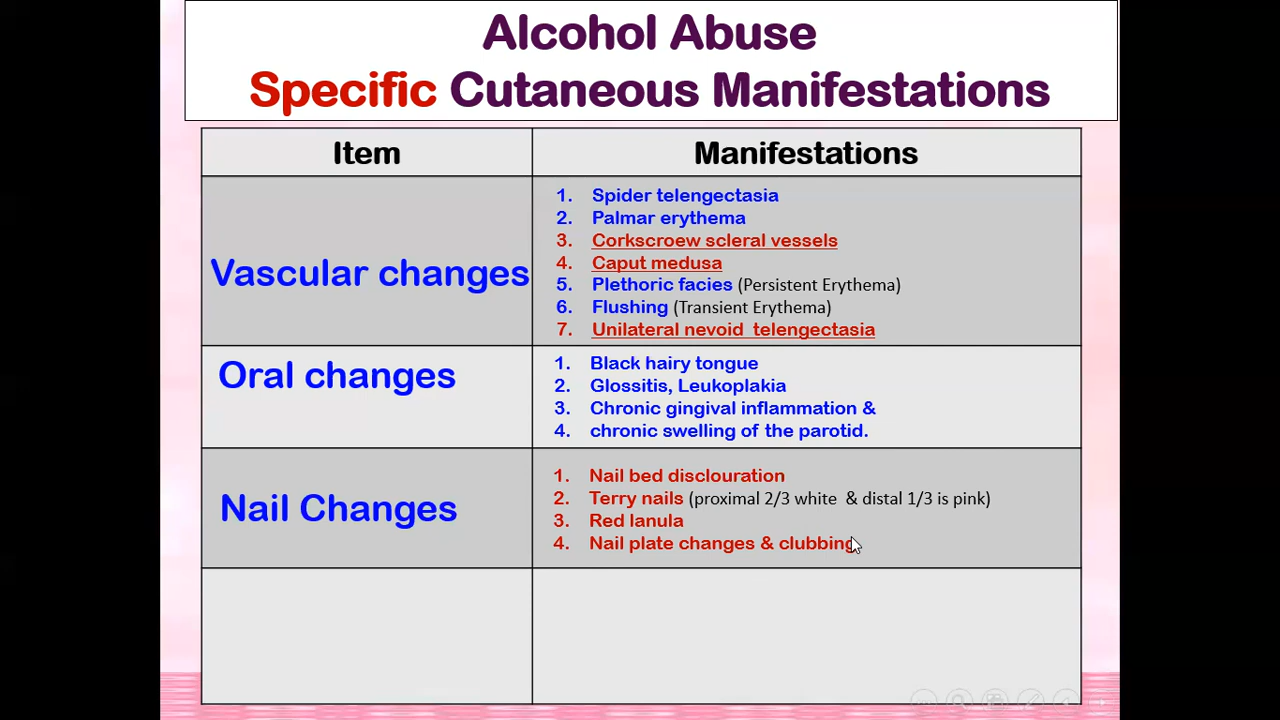 Alcohol Abuse
Specific Cutaneous Manifestations
Item
Manifestations
Vascular changes
1. Spider telengectasia
2. Palmar erythema
3. Corkscroew scleral vessels
4. Caput medusa
5. Plethoric facies (Persistent Erythema)
6. Flushing (Transient Erythema)
7. Unilateral nevoid telengectasia
Oral changes
1. Black hairy tongue
2. Glossitis, Leukoplakia
3. Chronic gingival inflammation &
4. chronic swelling of the parotid.
Nail Changes
1. Nail bed disclouration
2. Terry nails (proximal 2/3 white & distal 1/3 is pink)
3. Red lanula
4. Nail plate changes & clubbing